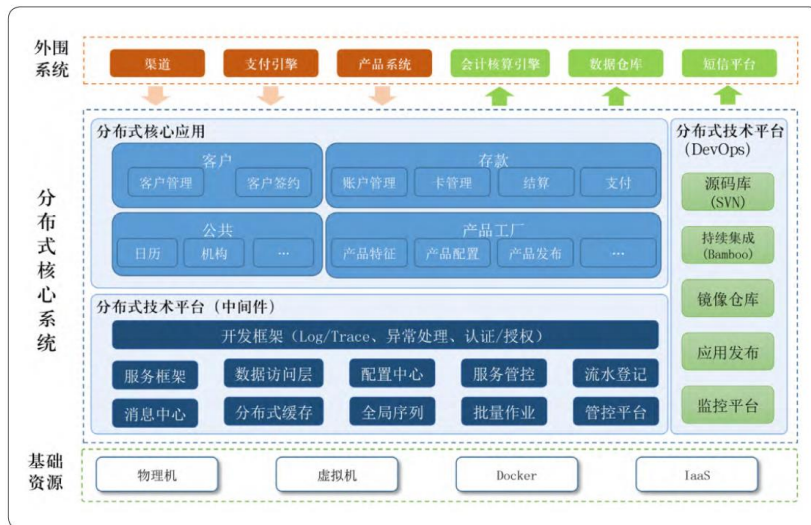 外围
系统
渠道
支付引擎
产品系统
会计核算引擎
数据仓库
短信平台
分布式核心系统
分布式核心应用
客户
客户管理
客户签约
存款
账户管理
卡管理
结算
支付
公共
日历
机构
…
产品工厂
产品特征
产品配置
产品发布
…
分布式技术平台（中间件）
开发框架（Log/Trace、异常处理、认证/授权）
服务框架
数据访问层
配置中心
服务管控
流水登记
消息中心
分布式缓存
全局序列
批量作业
管控平台
分布式技术平台
(DevOps)
源码库
(SVN)
持续集成
(Bamboo)
镜像仓库
应用发布
监控平台
基础
资源
物理机
虚拟机
Docker
IaaS